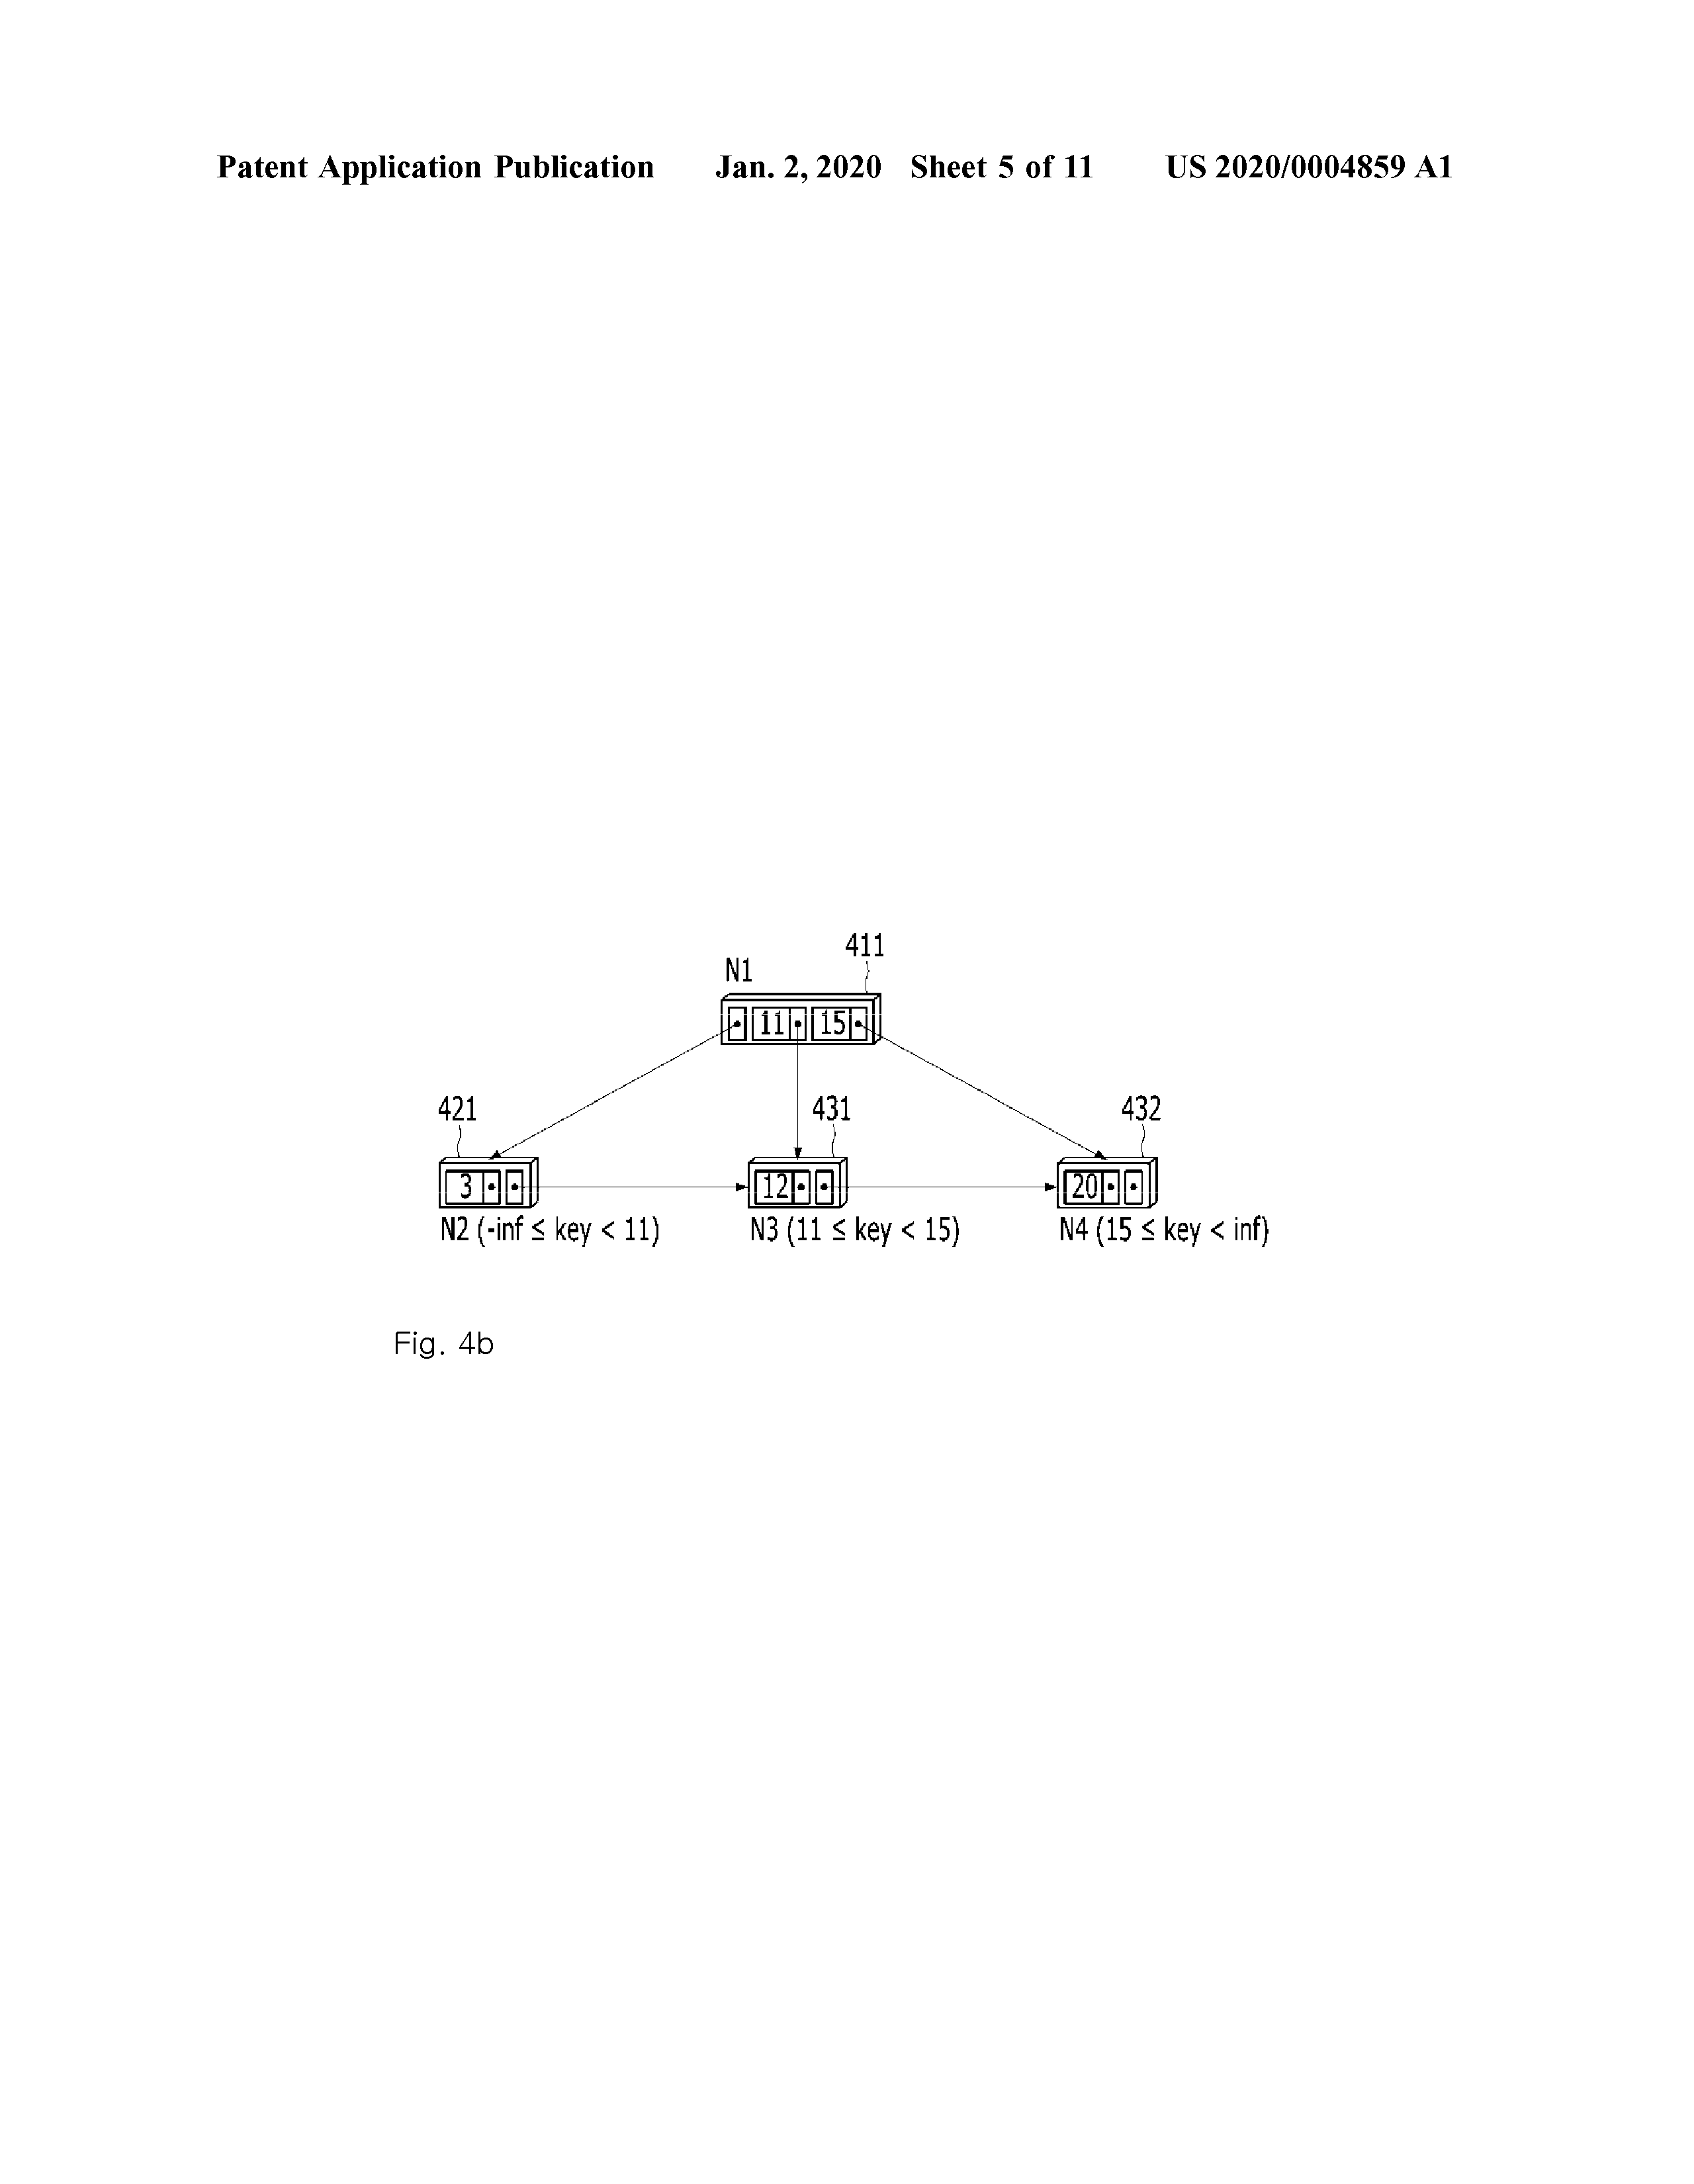 Patent Application Publication Jan. 2, 2020 Sheet 5 of 11 US 2020/0004859 A1
411
N1
11 15
421 431 432
3 12 20
N2 (-inf ≤ key < 11) N3 (11 ≤ key < 15) N4 (15 ≤ key < inf)
Fig. 4b